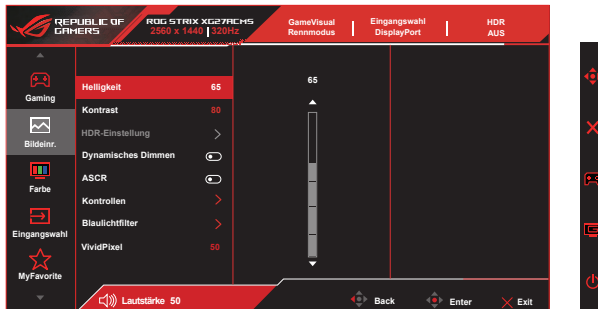 REPUBLIC OF
GAMERS
ROG STRIX XG27ACMS
2560 x 1440 320Hz
GameVisual
Rennmodus
Eingangswahl
DisplayPort
HDR
AUS
Gaming
Bildeinr.
Farbe
Eingangswahl
MyFavorite
Helligkeit 65
Kontrast 80
HDR-Einstellung
Dynamisches Dimmen
ASCR
Kontrollen
Blaulichtfilter
VividPixel 50
65
Lautstärke 50
Back
Enter
Exit